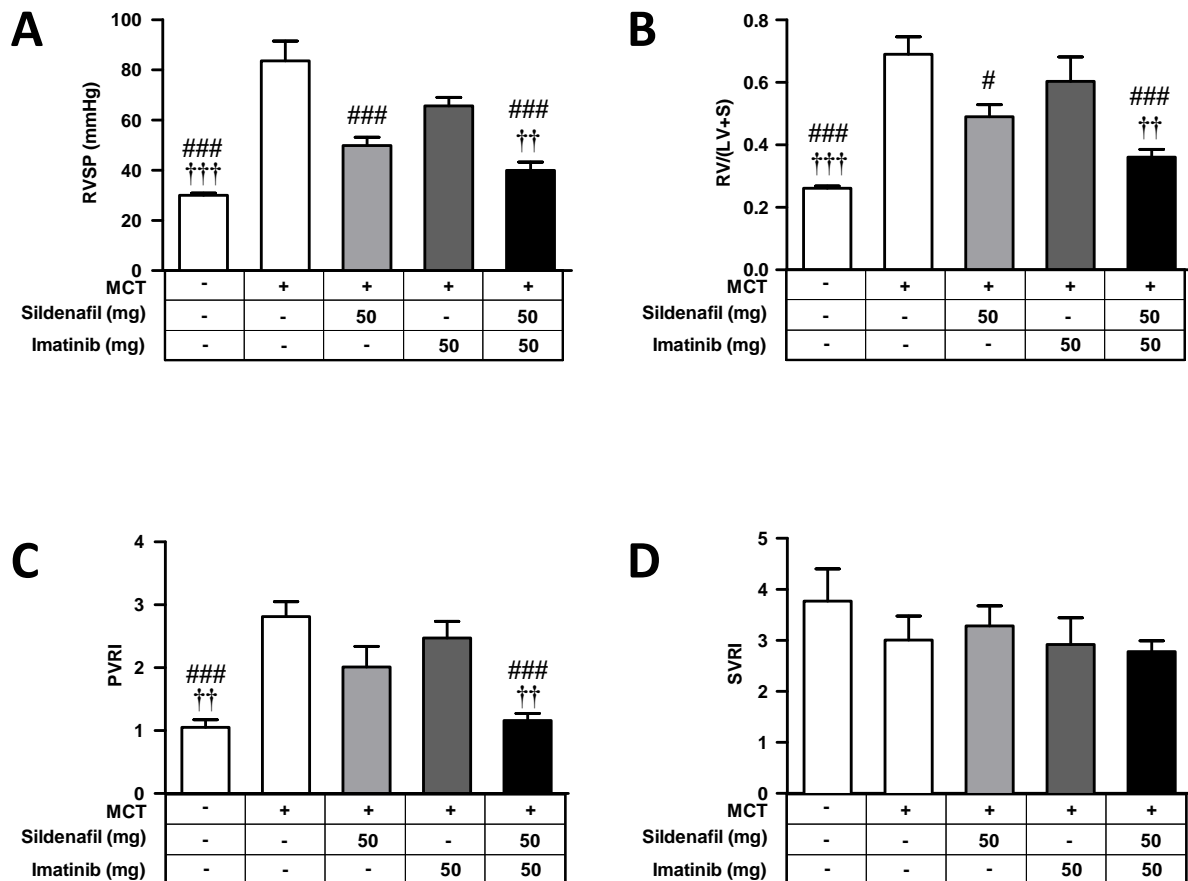 A
RVSP (mmHg)
100
80
60
40
20
0
###
†††
###
###
††
MCT - + + + +
Sildenafil (mg) - - 50 - 50
Imatinib (mg) - - - 50 50
B
RV/(LV+S)
0.8
0.6
0.4
0.2
0.0
###
†††
#
###
††
MCT - + + + +
Sildenafil (mg) - - 50 - 50
Imatinib (mg) - - - 50 50
C
PVRI
4
3
2
1
0
###
††
###
††
MCT - + + + +
Sildenafil (mg) - - 50 - 50
Imatinib (mg) - - - 50 50
D
SVRI
5
4
3
2
1
0
MCT - + + + +
Sildenafil (mg) - - 50 - 50
Imatinib (mg) - - - 50 50